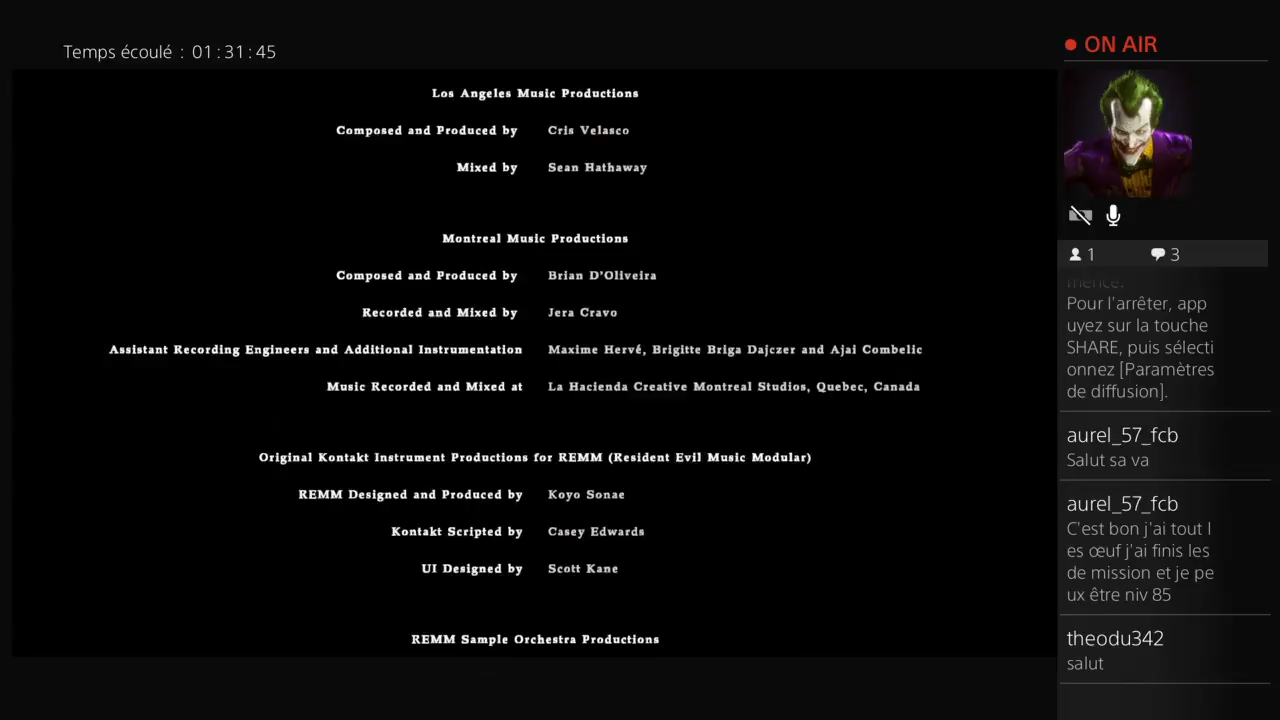 Temps écoulé : 01:31:45
Los Angeles Music Productions
Composed and Produced by Cris Velasco
Mixed by Sean Hathaway
Montreal Music Productions
Composed and Produced by Brian D'Oliveira
Recorded and Mixed by Jera Cravo
Assistant Recording Engineers and Additional Instrumentation Maxime Hervé, Brigitte Briga Dajczer and Ajai Combelic
Music Recorded and Mixed at La Hacienda Creative Montreal Studios, Quebec, Canada
Original Kontakt Instrument Productions for REMM (Resident Evil Music Modular)
REMM Designed and Produced by Koyo Sonae
Kontakt Scripted by Casey Edwards
UI Designed by Scott Kane
REMM Sample Orchestra Productions
ON AIR
1 3
mence.
Pour l'arrêter, app
uyez sur la touche
SHARE, puis sélecti
onnez [Paramètres
de diffusion].
aurel_57_fcb
Salut sa va
aurel_57_fcb
C'est bon j'ai tout l
es œuf j'ai finis les
de mission et je pe
ux être niv 85
theodu342
salut